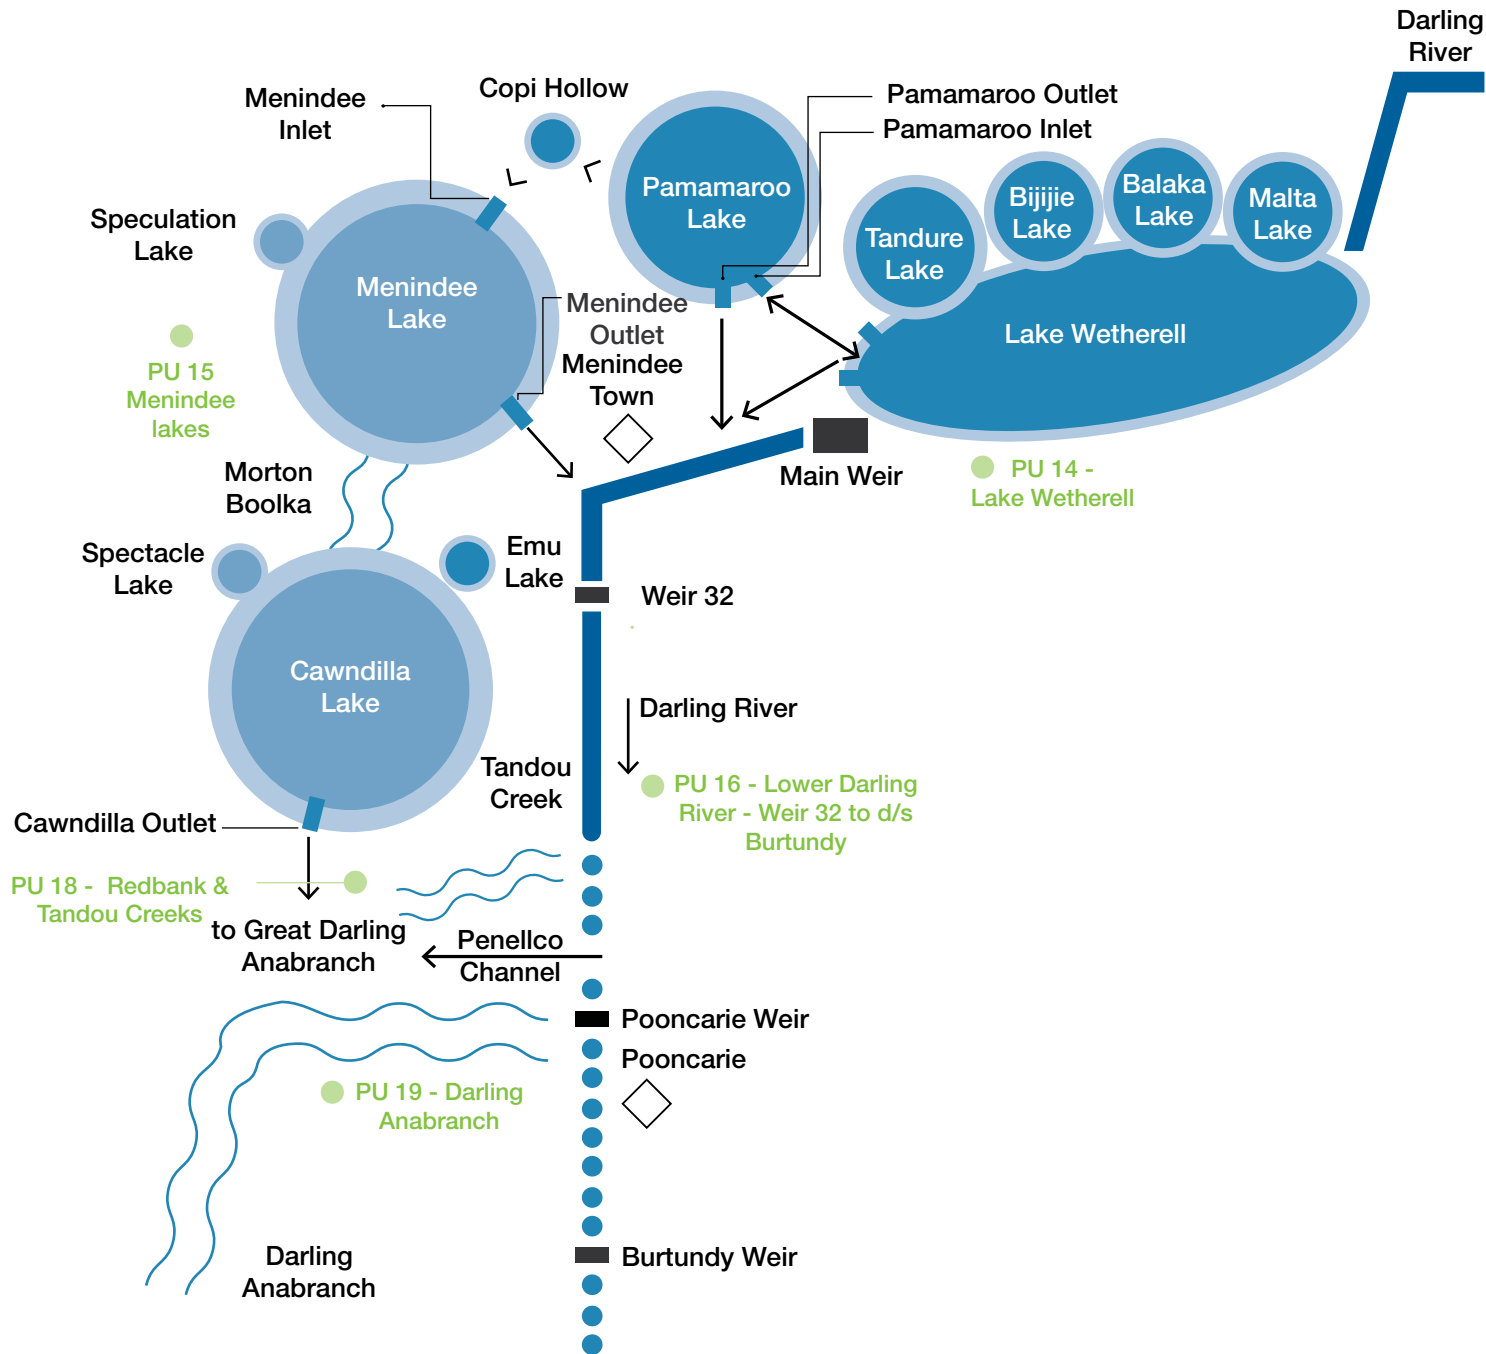 Darling
River
Copi Hollow
Menindee
Inlet
Pamamaroo Outlet
Pamamaroo Inlet
Pamamaroo
Lake
Bijijie
Lake
Balaka
Lake
Malta
Lake
Speculation
Lake
Tandure
Lake
Menindee
Lake
Menindee
Outlet
Lake Wetherell
Menindee
Town
PU 15
Menindee
lakes
Morton
Boolka
Main Weir
PU 14 -
Lake Wetherell
Spectacle
Lake
Emu
Lake
Weir 32
Cawndilla
Lake
Darling River
Tandou
Creek
PU 16 - Lower Darling
River - Weir 32 to d/s
Burtundy
Cawndilla Outlet
PU 18 - Redbank &
Tandou Creeks
to Great Darling
Anabranch
Penellco
Channel
Pooncarie Weir
Pooncarie
PU 19 - Darling
Anabranch
Darling
Anabranch
Burtundy Weir